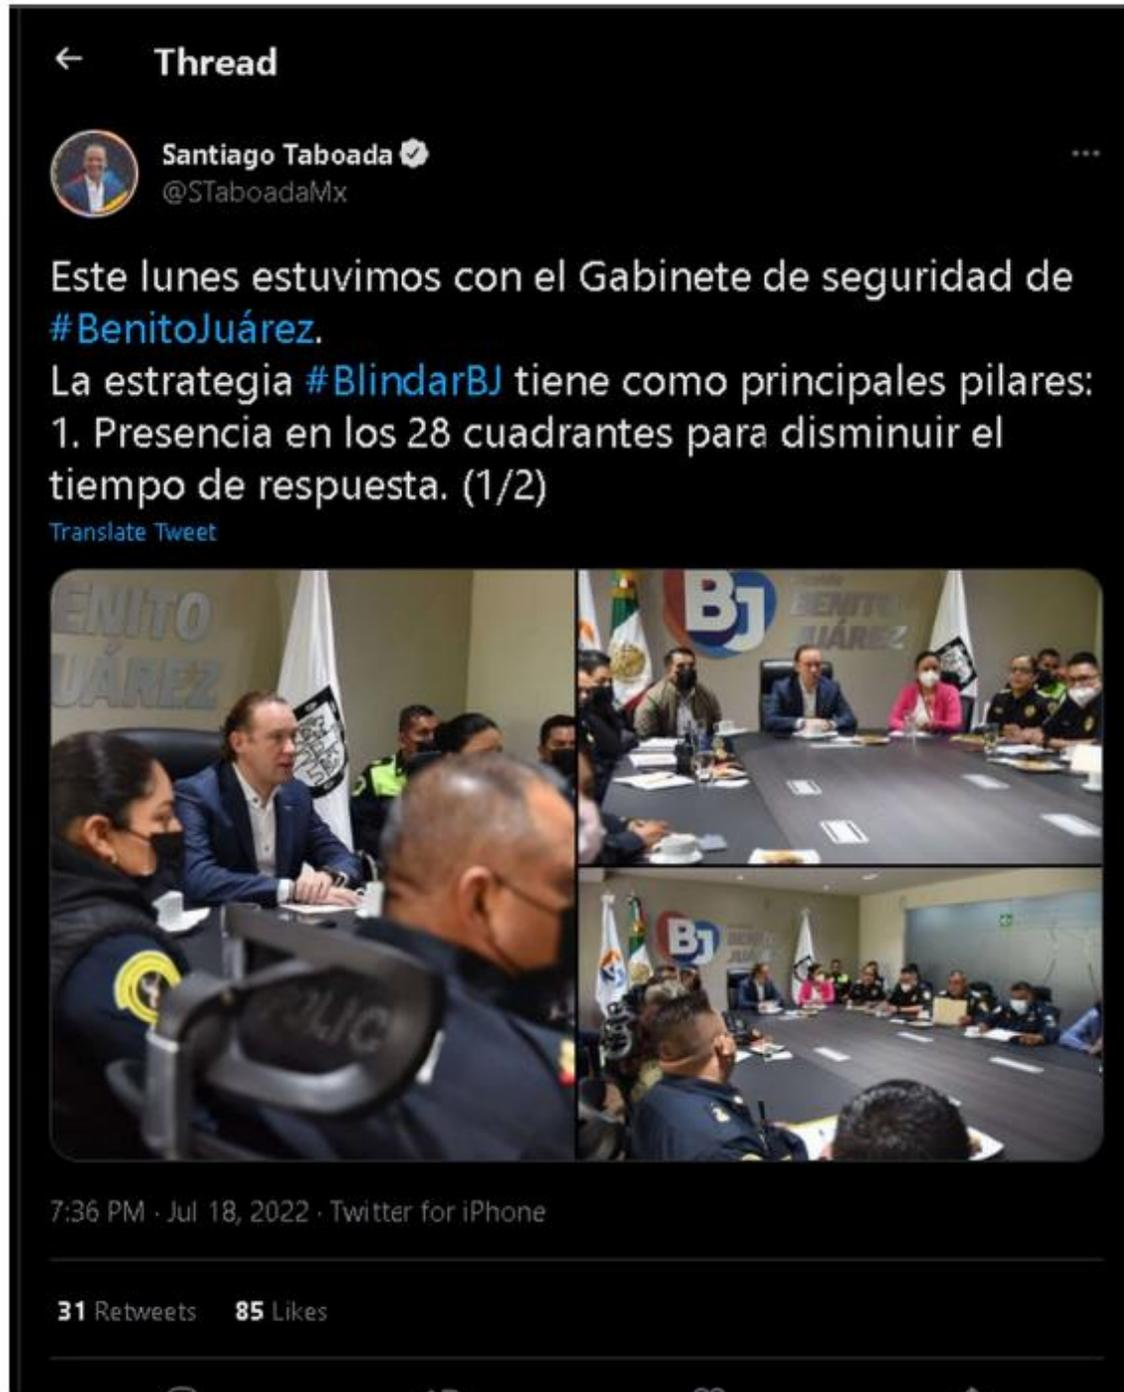 Thread
Santiago Taboada
@STaboadaMx
Este lunes estuvimos con el Gabinete de seguridad de
#BenitoJuárez.
La estrategia #BlindarBJ tiene como principales pilares:
1. Presencia en los 28 cuadrantes para disminuir el
tiempo de respuesta. (1/2)
Translate Tweet
ENITO
UÁREZ
BJ
BENITO
JUÁREZ
BJ
7:36 PM · Jul 18, 2022 · Twitter for iPhone
31 Retweets 85 Likes